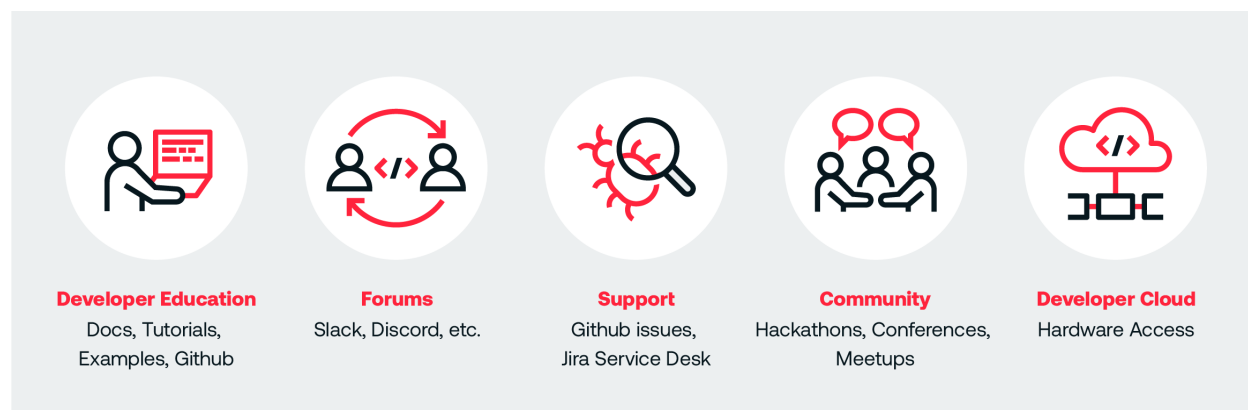 Developer Education
Docs, Tutorials,
Examples, Github
Forums
Slack, Discord, etc.
Support
Github issues,
Jira Service Desk
Community
Hackathons, Conferences,
Meetups
Developer Cloud
Hardware Access